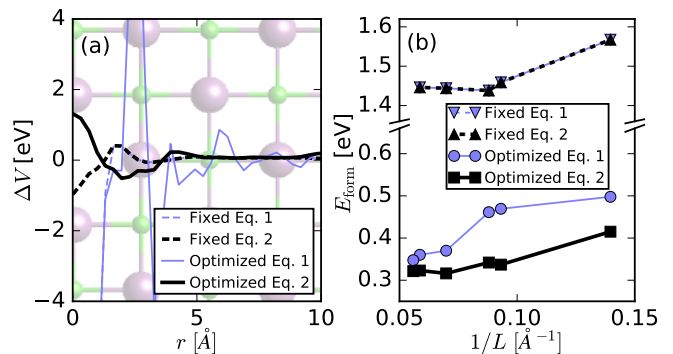 (a)
4
2
0
−2
−4
ΔV [eV]
Fixed Eq. 1
Fixed Eq. 2
Optimized Eq. 1
Optimized Eq. 2
0
2
4
6
8
10
r [Å]
(b)
1.6
1.5
1.4
0.6
0.5
0.4
0.3
E_form [eV]
Fixed Eq. 1
Fixed Eq. 2
Optimized Eq. 1
Optimized Eq. 2
0.05
0.10
0.15
1/L [Å⁻¹]